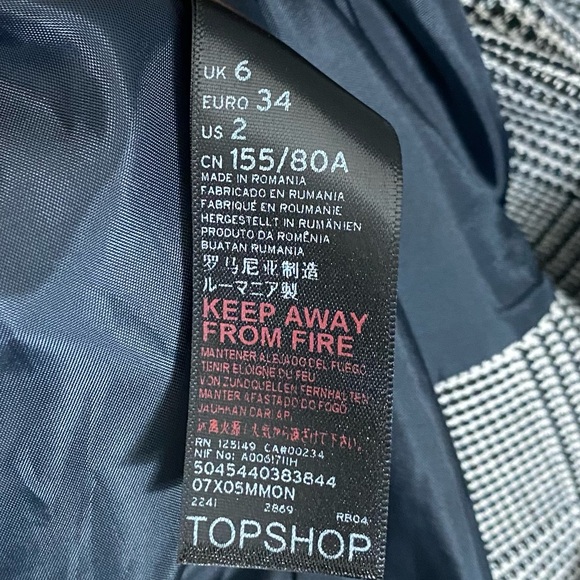 UK 6
EURO 34
US 2
CN 155/80A
MADE IN ROMANIA
FABRICADO EN RUMANIA
FABRIQUÉ EN ROUMANIE
HERGESTELLT IN RUMÄNIEN
PRODUTO DA ROMÊNIA
BUATAN RUMANIA
罗马尼亚制造
ルーマニア製
KEEP AWAY
FROM FIRE
MANTENER ALEJADO DEL FUEGO
TENIR ELOIGNE DU FEU
VON ZUNDQUELLEN FERNHALTEN
MANTER AFASTADO DO FOGO
JAUHKAN DARI API
RN 125149 CA#00234
NIF No: A0061711H
5045440383844
07X05MMON
2241 2869 RB04
TOPSHOP